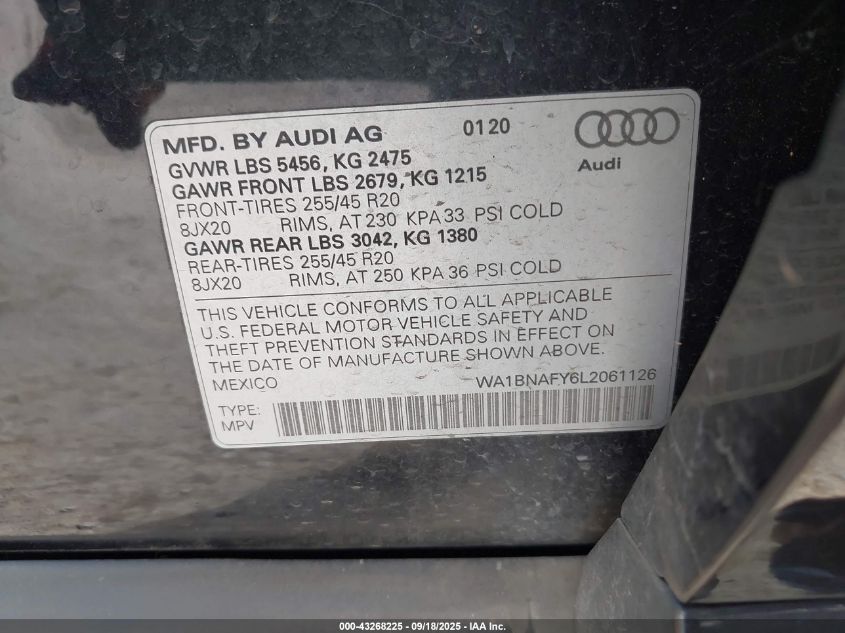 MFD. BY AUDI AG 0120
GVWR LBS 5456, KG 2475
Audi
GAWR FRONT LBS 2679, KG 1215
FRONT-TIRES 255/45 R20
8JX20 RIMS, AT 230 KPA 33 PSI COLD
GAWR REAR LBS 3042, KG 1380
REAR-TIRES 255/45 R20
8JX20 RIMS, AT 250 KPA 36 PSI COLD
THIS VEHICLE CONFORMS TO ALL APPLICABLE
U.S. FEDERAL MOTOR VEHICLE SAFETY AND
THEFT PREVENTION STANDARDS IN EFFECT ON
THE DATE OF MANUFACTURE SHOWN ABOVE.
MEXICO WA1BNAFY6L2061126
TYPE:
MPV
000-43268225 - 09/18/2025 - IAA Inc.